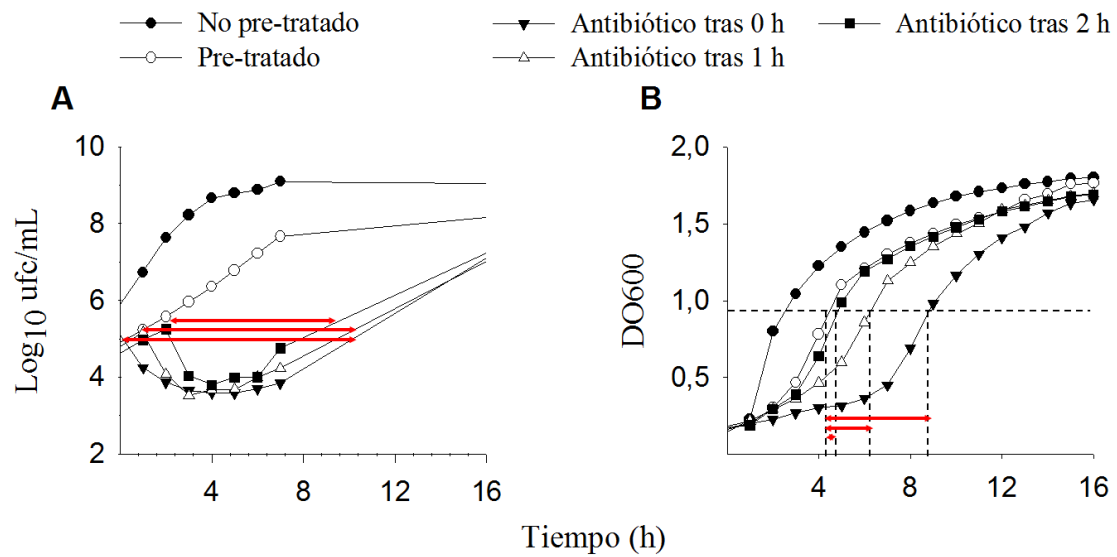 No pre-tratado
Antibiótico tras 0 h
Antibiótico tras 2 h
Pre-tratado
Antibiótico tras 1 h
A
B
Log10 ufc/mL
10
8
6
4
2
4
8
12
16
DO600
2,0
1,5
1,0
0,5
4
8
12
16
Tiempo (h)